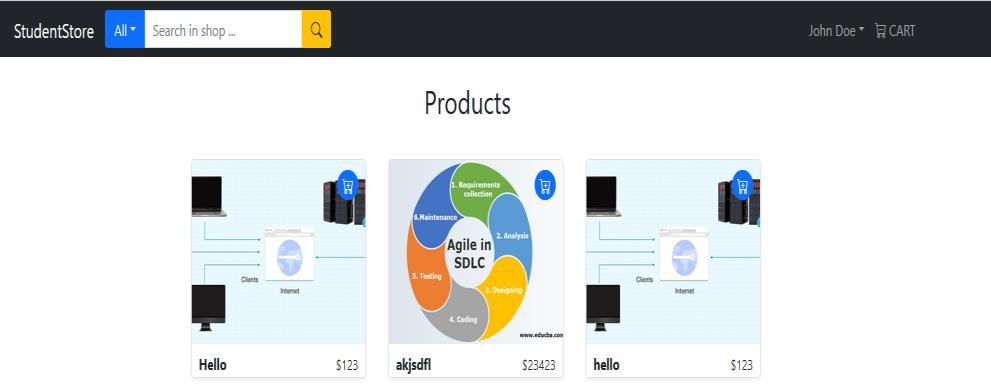 StudentStore All Search in shop ... John Doe CART
Products
1. Requirements
collection
6.Maintenance
2. Analysis
Agile in
SDLC
5. Testing
3. Designing
4. Coding
www.educba.con
Clients
Internet
Clients
Internet
Hello $123
akjsdfl $23423
hello $123